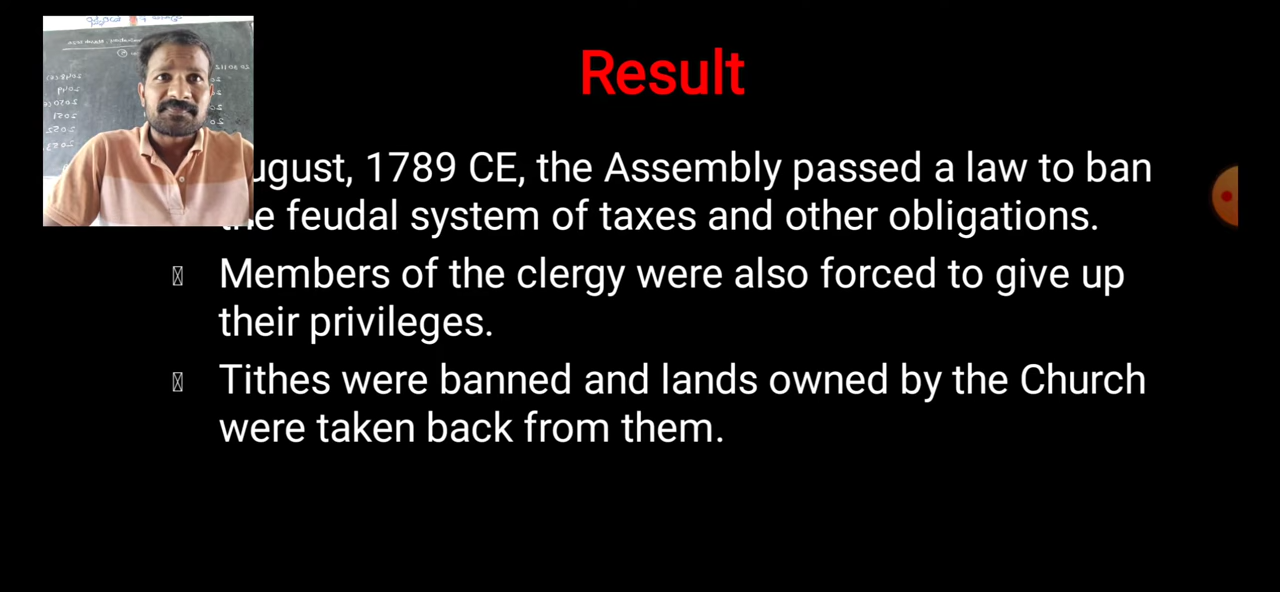 Result
ugust, 1789 CE, the Assembly passed a law to ban
the feudal system of taxes and other obligations.
Members of the clergy were also forced to give up
their privileges.
Tithes were banned and lands owned by the Church
were taken back from them.